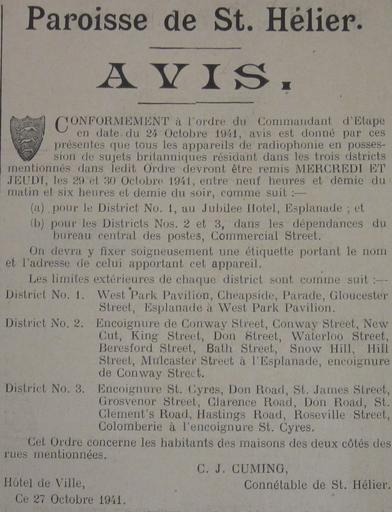 Paroisse de St. Hélier.
AVIS.
CONFORMEMENT à l'ordre du Commandant d'Etape
en date du 24 Octobre 1941, avis est donné par ces
présentes que tous les appareils de radiophonie en posses-
sion de sujets britanniques résidant dans les trois districts
mentionnés dans ledit Ordre devront être remis MERCREDI ET
JEUDI, les 29 et 30 Octobre 1941, entre neuf heures et demie du
matin et six heures et demie du soir, comme suit :—
(a) pour le District No. 1, au Jubilee Hotel, Esplanade ; et
(b) pour les Districts Nos. 2 et 3, dans les dépendances du
bureau central des postes, Commercial Street.
On devra y fixer soigneusement une étiquette portant le nom
et l'adresse de celui apportant cet appareil.
Les limites extérieures de chaque district sont comme suit :—
District No. 1. West Park Pavilion, Cheapside, Parade, Gloucester
Street, Esplanade à West Park Pavilion.
District No. 2. Encoignure de Conway Street, Conway Street, New
Cut, King Street, Don Street, Waterloo Street,
Beresford Street, Bath Street, Snow Hill, Hill
Street, Mulcaster Street à l'Esplanade, encoignure
de Conway Street.
District No. 3. Encoignure St. Cyres, Don Road, St. James Street,
Grosvenor Street, Clarence Road, Don Road, St.
Clement's Road, Hastings Road, Roseville Street,
Colomberie à l'encoignure St. Cyres.
Cet Ordre concerne les habitants des maisons des deux côtés des
rues mentionnées.
C. J. CUMING,
Hôtel de Ville, Connétable de St. Hélier.
Ce 27 Octobre 1941.